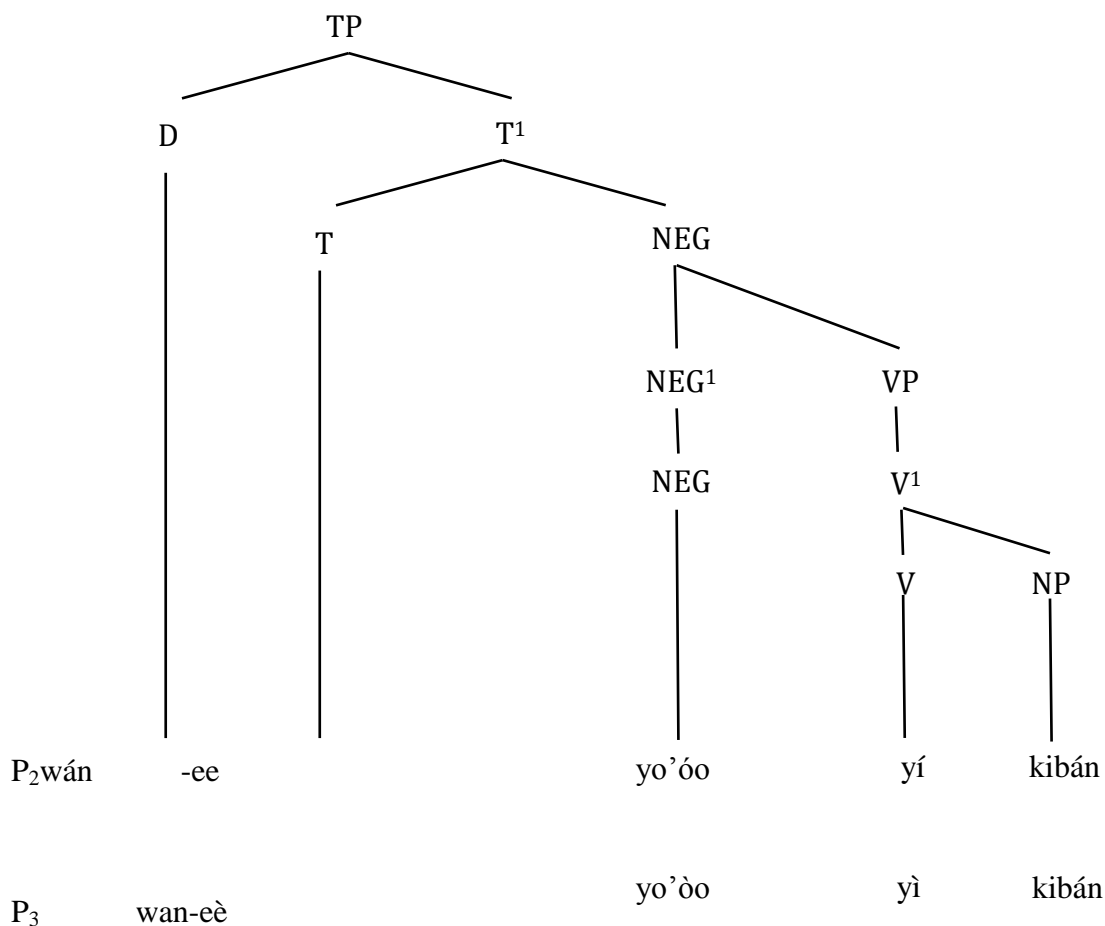 TP
D T¹
T NEG
NEG¹ VP
NEG V¹
V NP
P₂wán -ee yo’óo yí kibán
yo’òo yì kibán
P₃ wan-eè